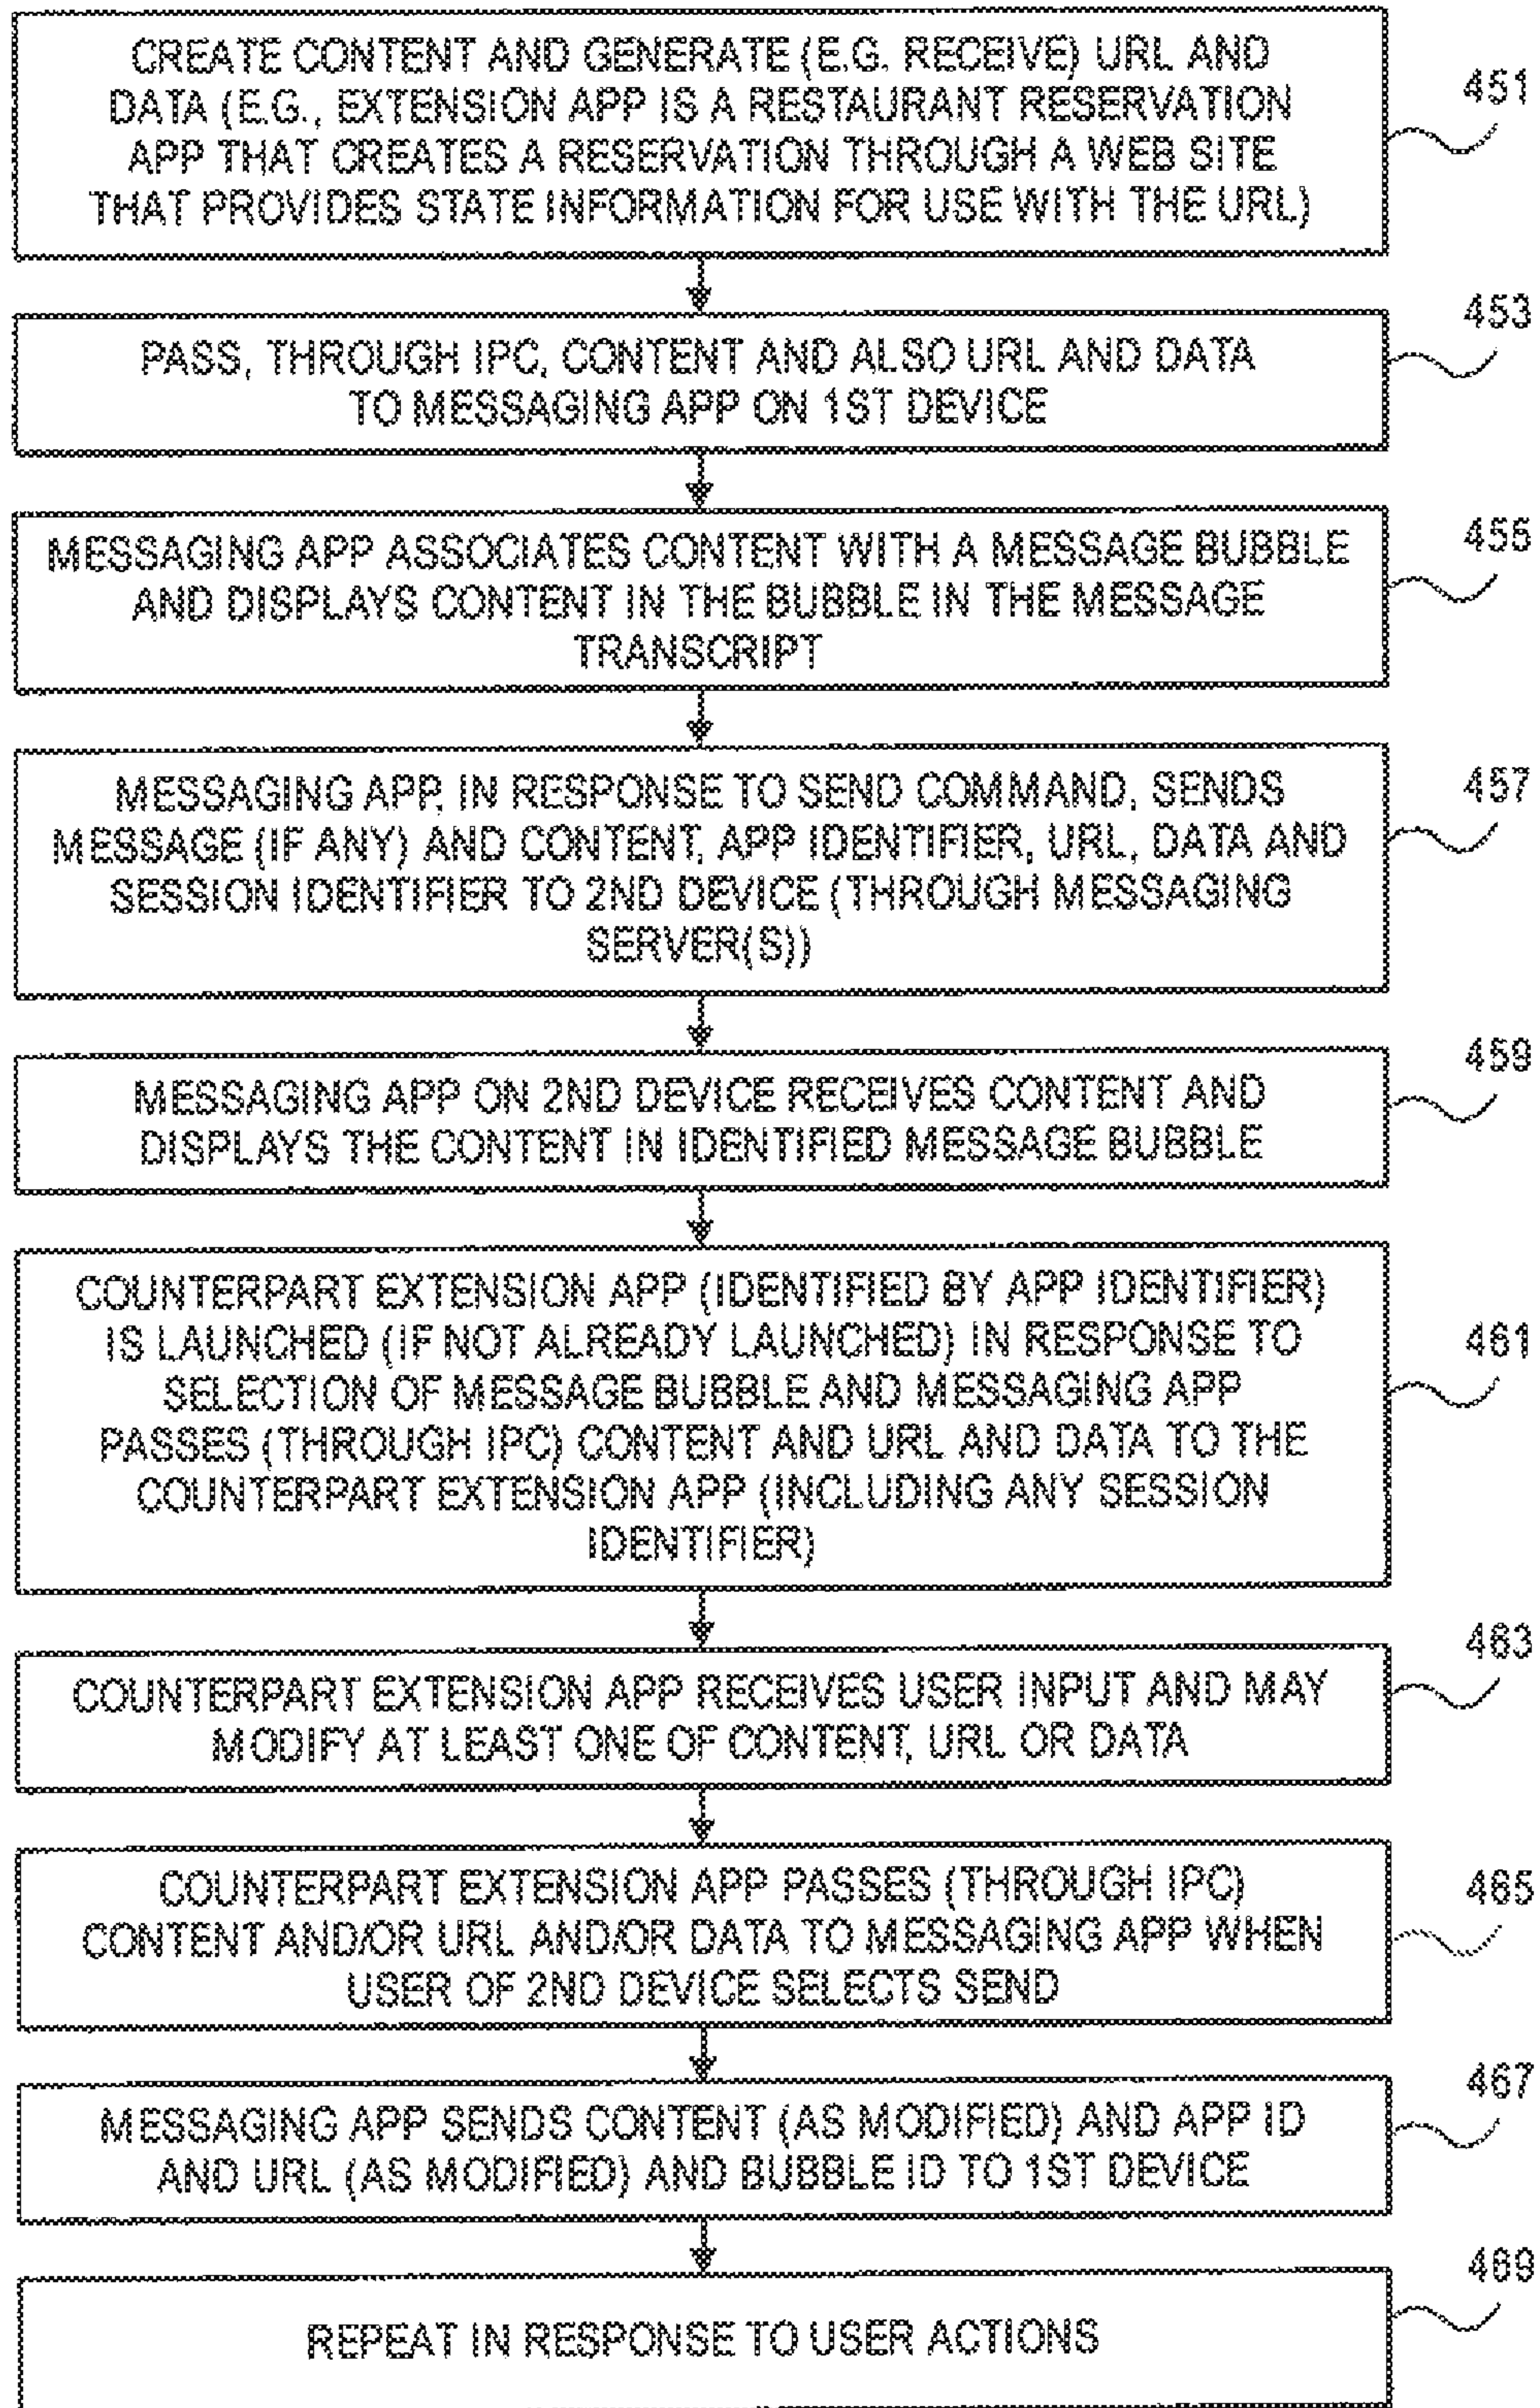 CREATE CONTENT AND GENERATE (E.G. RECEIVE) URL AND
DATA (E.G., EXTENSION APP IS A RESTAURANT RESERVATION
APP THAT CREATES A RESERVATION THROUGH A WEB SITE
THAT PROVIDES STATE INFORMATION FOR USE WITH THE URL)
451
PASS, THROUGH IPC, CONTENT AND ALSO URL AND DATA
TO MESSAGING APP ON 1ST DEVICE
453
MESSAGING APP ASSOCIATES CONTENT WITH A MESSAGE BUBBLE
AND DISPLAYS CONTENT IN THE BUBBLE IN THE MESSAGE
TRANSCRIPT
455
MESSAGING APP, IN RESPONSE TO SEND COMMAND, SENDS
MESSAGE (IF ANY) AND CONTENT, APP IDENTIFIER, URL, DATA AND
SESSION IDENTIFIER TO 2ND DEVICE (THROUGH MESSAGING
SERVER(S))
457
MESSAGING APP ON 2ND DEVICE RECEIVES CONTENT AND
DISPLAYS THE CONTENT IN IDENTIFIED MESSAGE BUBBLE
459
COUNTERPART EXTENSION APP (IDENTIFIED BY APP IDENTIFIER)
IS LAUNCHED (IF NOT ALREADY LAUNCHED) IN RESPONSE TO
SELECTION OF MESSAGE BUBBLE AND MESSAGING APP
PASSES (THROUGH IPC) CONTENT AND URL AND DATA TO THE
COUNTERPART EXTENSION APP (INCLUDING ANY SESSION
IDENTIFIER)
461
COUNTERPART EXTENSION APP RECEIVES USER INPUT AND MAY
MODIFY AT LEAST ONE OF CONTENT, URL OR DATA
463
COUNTERPART EXTENSION APP PASSES (THROUGH IPC)
CONTENT AND/OR URL AND/OR DATA TO MESSAGING APP WHEN
USER OF 2ND DEVICE SELECTS SEND
465
MESSAGING APP SENDS CONTENT (AS MODIFIED) AND APP ID
AND URL (AS MODIFIED) AND BUBBLE ID TO 1ST DEVICE
467
REPEAT IN RESPONSE TO USER ACTIONS
469